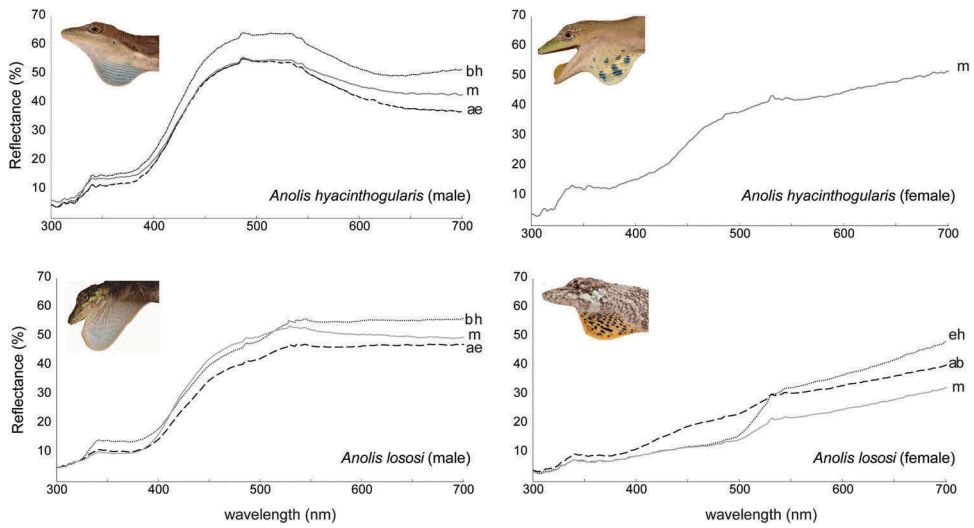 70
60
50
40
30
20
10
Reflectance (%)
bh
m
ae
Anolis hyacinthogularis (male)
300 400 500 600 700
70
60
50
40
30
20
10
m
Anolis hyacinthogularis (female)
300 400 500 600 700
70
60
50
40
30
20
10
Reflectance (%)
bh
m
ae
Anolis lososi (male)
300 400 500 600 700
wavelength (nm)
70
60
50
40
30
20
10
eh
ab
m
Anolis lososi (female)
300 400 500 600 700
wavelength (nm)